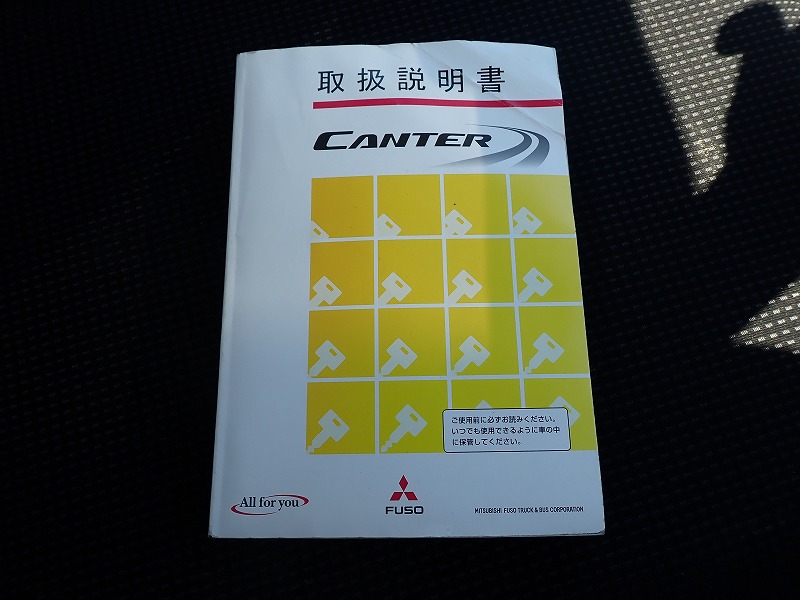 取扱説明書
CANTER
ご使用前に必ずお読みください。
いつでも使用できるように車の中
に保管してください。
All for you
FUSO
MITSUBISHI FUSO TRUCK & BUS CORPORATION